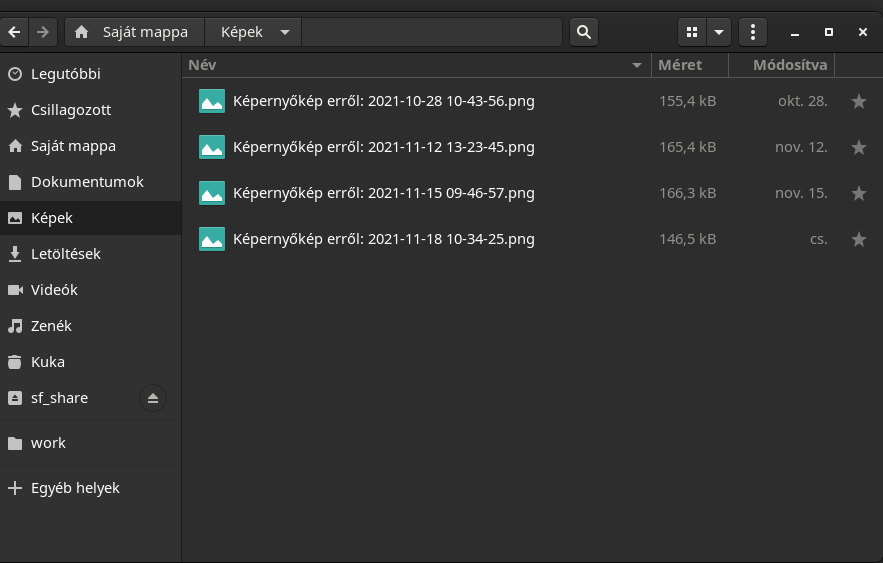 Saját mappa Képek
Név Méret Módosítva
Legutóbbi
Csillagozott
Saját mappa
Dokumentumok
Képek
Letöltések
Videók
Zenék
Kuka
sf_share
work
Egyéb helyek
Képernyőkép erről: 2021-10-28 10-43-56.png 155,4 kB okt. 28.
Képernyőkép erről: 2021-11-12 13-23-45.png 165,4 kB nov. 12.
Képernyőkép erről: 2021-11-15 09-46-57.png 166,3 kB nov. 15.
Képernyőkép erről: 2021-11-18 10-34-25.png 146,5 kB cs.